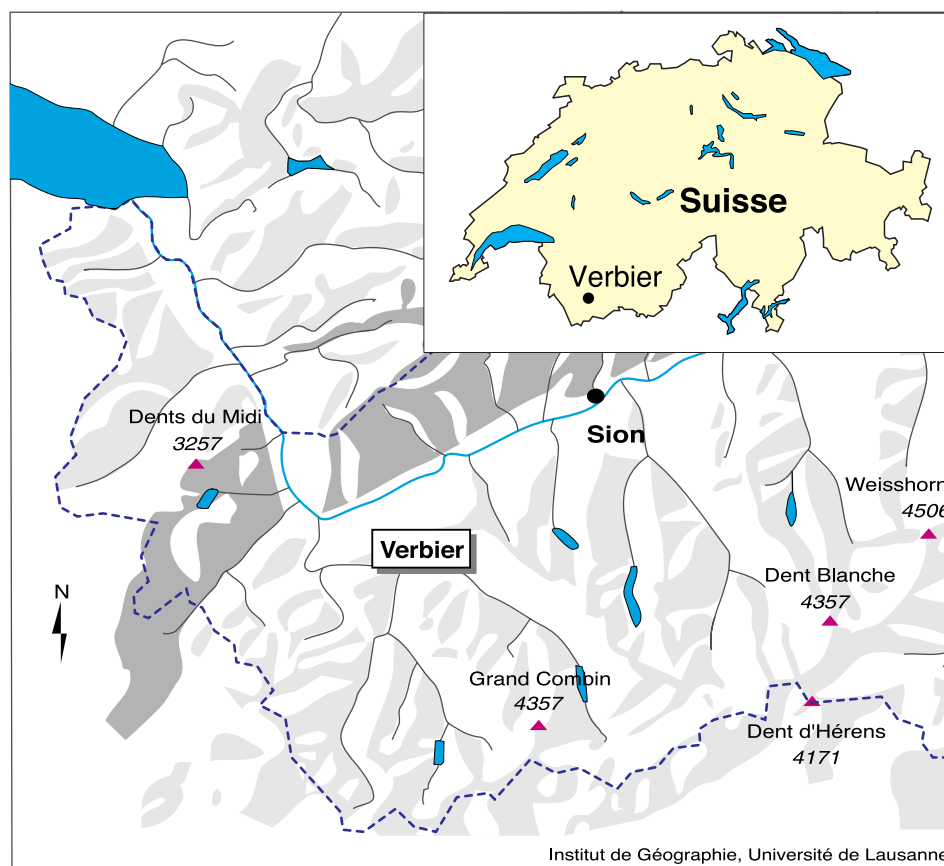 Suisse
Verbier
Dents du Midi
3257
Sion
Weisshorn
4506
Verbier
Dent Blanche
4357
N
Grand Combin
4357
Dent d'Hérens
4171
Institut de Géographie, Université de Lausanne